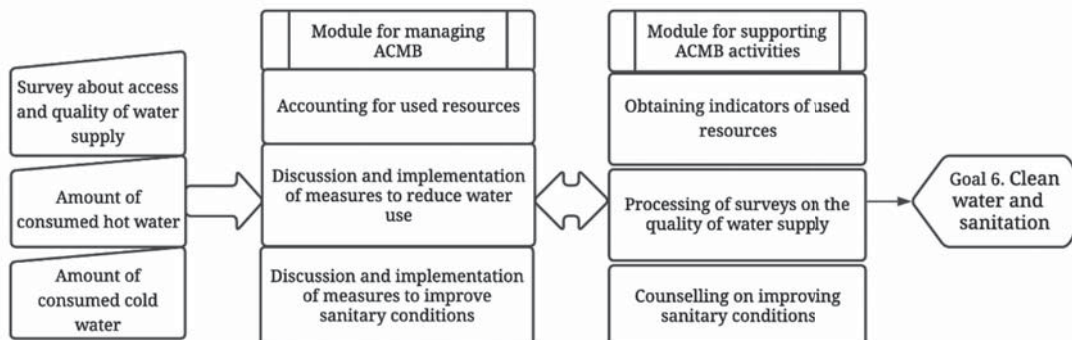 Survey about access
and quality of water
supply
Amount of
consumed hot water
Amount of
consumed cold
water
Module for managing
ACMB
Accounting for used resources
Discussion and implementation
of measures to reduce water
use
Discussion and implementation
of measures to improve
sanitary conditions
Module for supporting
ACMB activities
Obtaining indicators of used
resources
Processing of surveys on the
quality of water supply
Counselling on improving
sanitary conditions
Goal 6. Clean
water and
sanitation